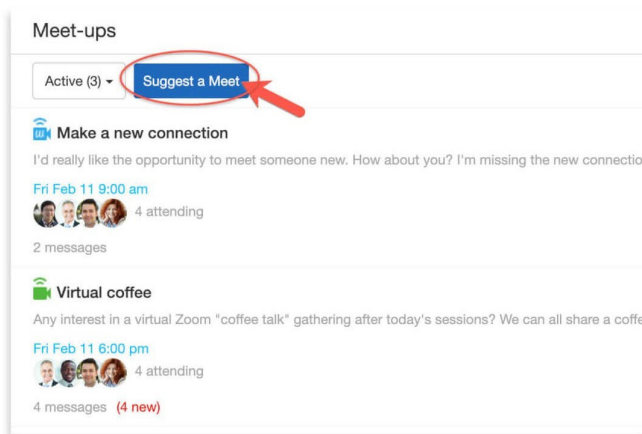 Meet-ups
Active (3) Suggest a Meet
Make a new connection
I'd really like the opportunity to meet someone new. How about you? I'm missing the new
Fri Feb 11 9:00 am
4 attending
2 messages
Virtual coffee
Any interest in a virtual Zoom "coffee talk" gathering after today's sessions? We can all share a
Fri Feb 11 6:00 pm
4 attending
4 messages (4 new)